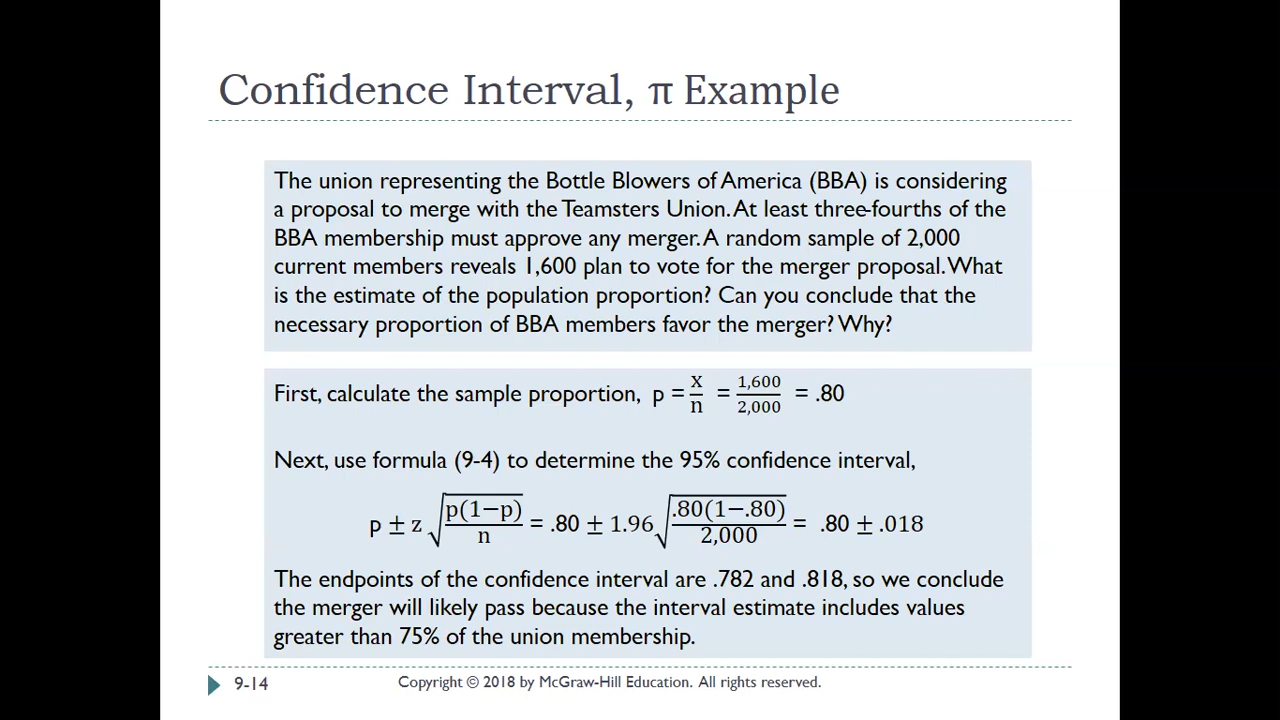 Confidence Interval, π Example
The union representing the Bottle Blowers of America (BBA) is considering
a proposal to merge with the Teamsters Union. At least three-fourths of the
BBA membership must approve any merger. A random sample of 2,000
current members reveals 1,600 plan to vote for the merger proposal. What
is the estimate of the population proportion? Can you conclude that the
necessary proportion of BBA members favor the merger? Why?
First, calculate the sample proportion, p = x/n = 1,600/2,000 = .80
Next, use formula (9-4) to determine the 95% confidence interval,
p ± z √(p(1−p)/n) = .80 ± 1.96 √(.80(1−.80)/2,000) = .80 ± .018
The endpoints of the confidence interval are .782 and .818, so we conclude
the merger will likely pass because the interval estimate includes values
greater than 75% of the union membership.
9-14 Copyright © 2018 by McGraw-Hill Education. All rights reserved.